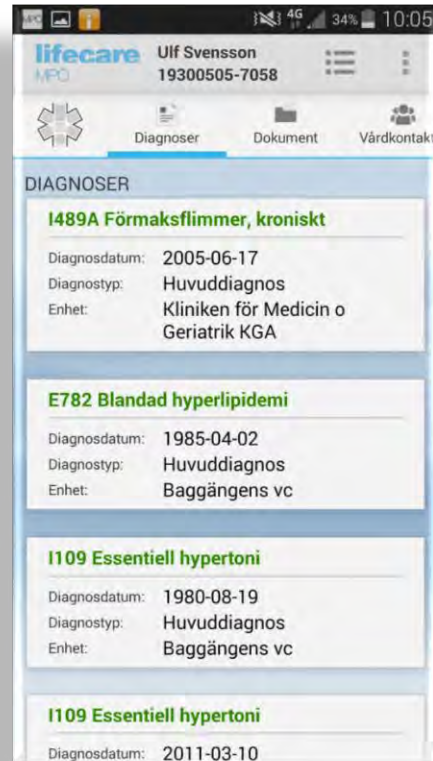 MPO
4G 34% 10:05
lifecare
MPO
Ulf Svensson
19300505-7058
Diagnoser
Dokument
Vårdkontakt
DIAGNOSER
I489A Förmaksflimmer, kroniskt
Diagnosdatum: 2005-06-17
Diagnostyp: Huvuddiagnos
Enhet: Kliniken för Medicin o
Geriatrik KGA
E782 Blandad hyperlipidemi
Diagnosdatum: 1985-04-02
Diagnostyp: Huvuddiagnos
Enhet: Baggängens vc
I109 Essentiell hypertoni
Diagnosdatum: 1980-08-19
Diagnostyp: Huvuddiagnos
Enhet: Baggängens vc
I109 Essentiell hypertoni
Diagnosdatum: 2011-03-10